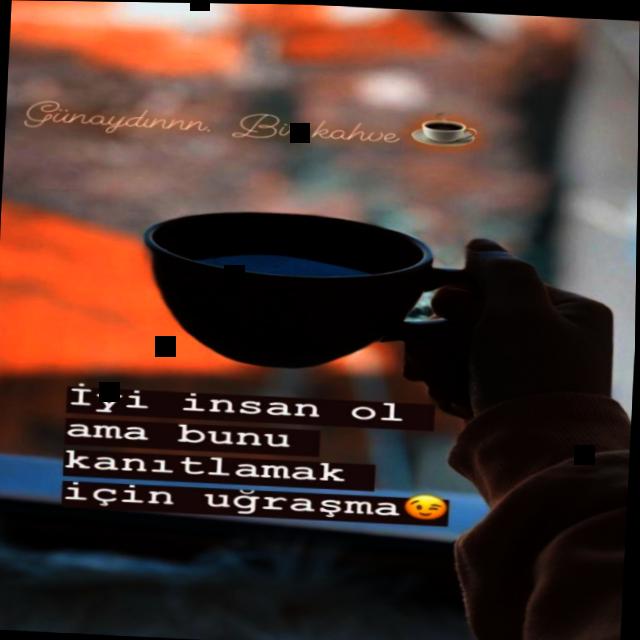 Günaydınnn. kahve ☕
İyi insan ol
ama bunu
kanıtlamak
için uğraşma😉